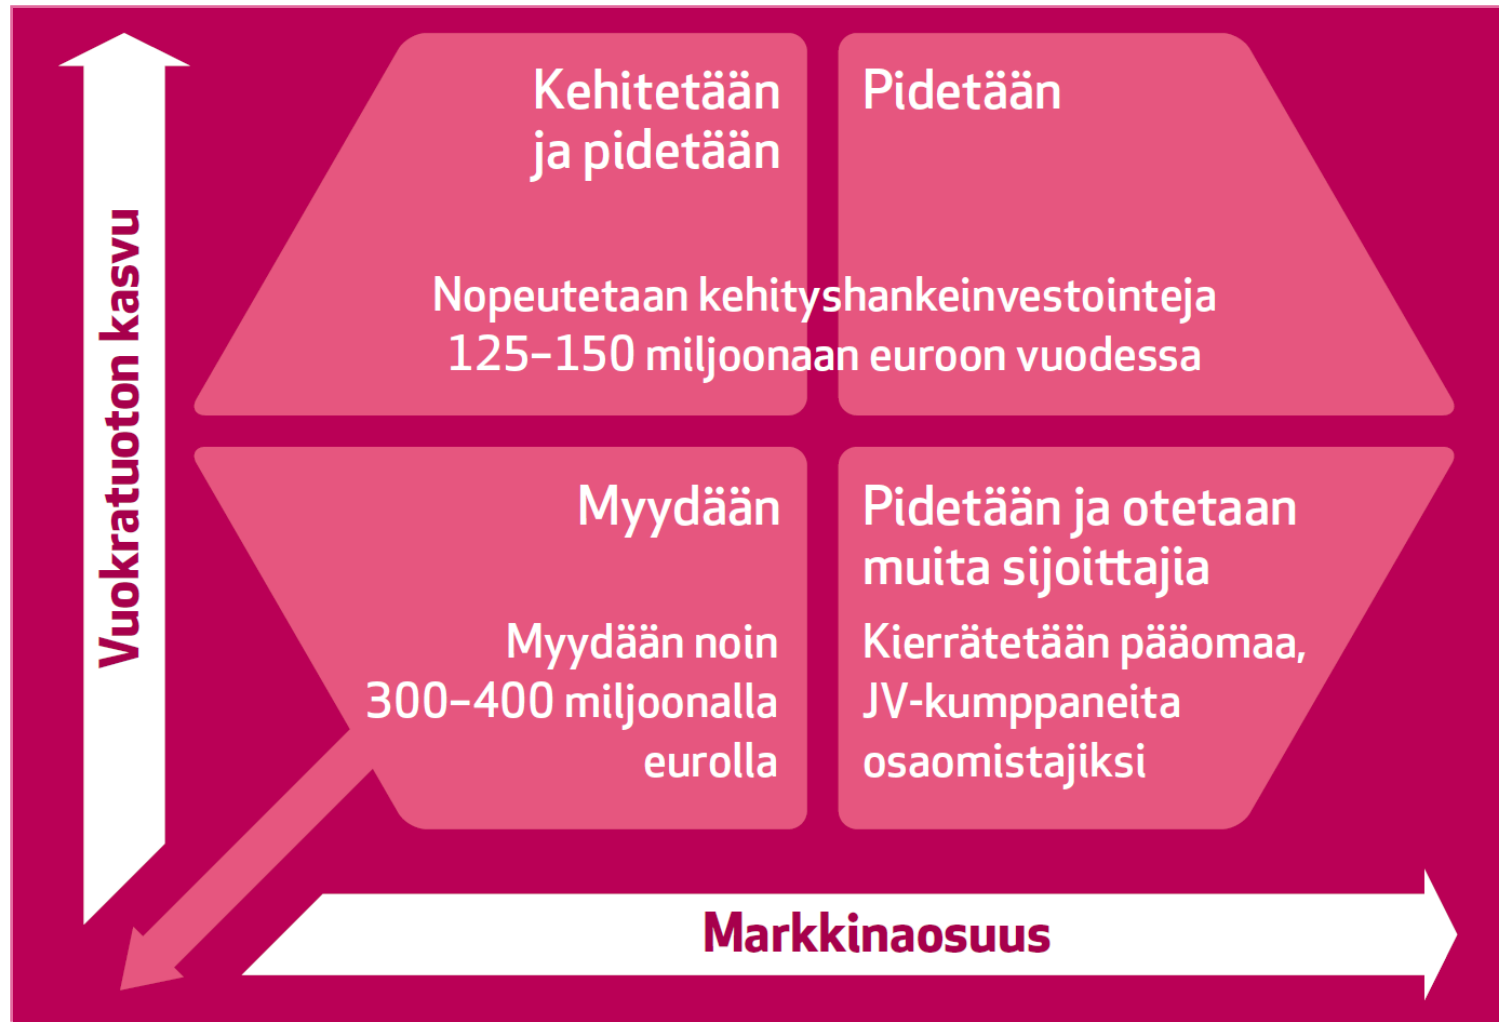 Vuokratuoton kasvu
Kehitetään
ja pidetään
Pidetään
Nopeutetaan kehityshankeinvestointeja
125–150 miljoonaan euroon vuodessa
Myydään
Myydään noin
300–400 miljoonalla
eurolla
Pidetään ja otetaan
muita sijoittajia
Kierrätetään pääomaa,
JV-kumppaneita
osaomistajiksi
Markkinaosuus